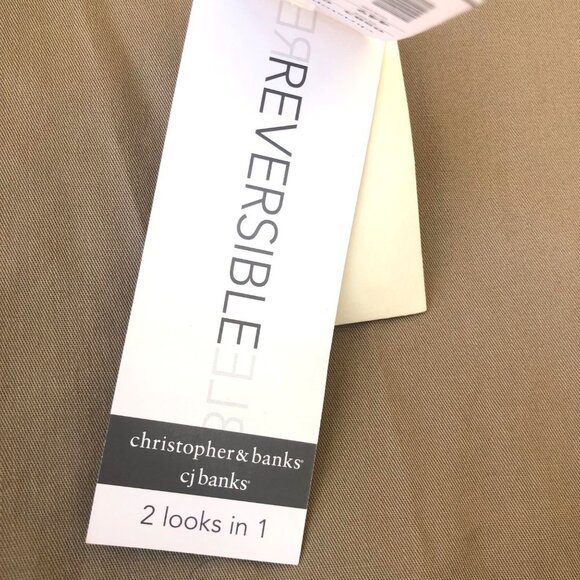 REVERSIBLE
christopher & banks
cj banks
2 looks in 1